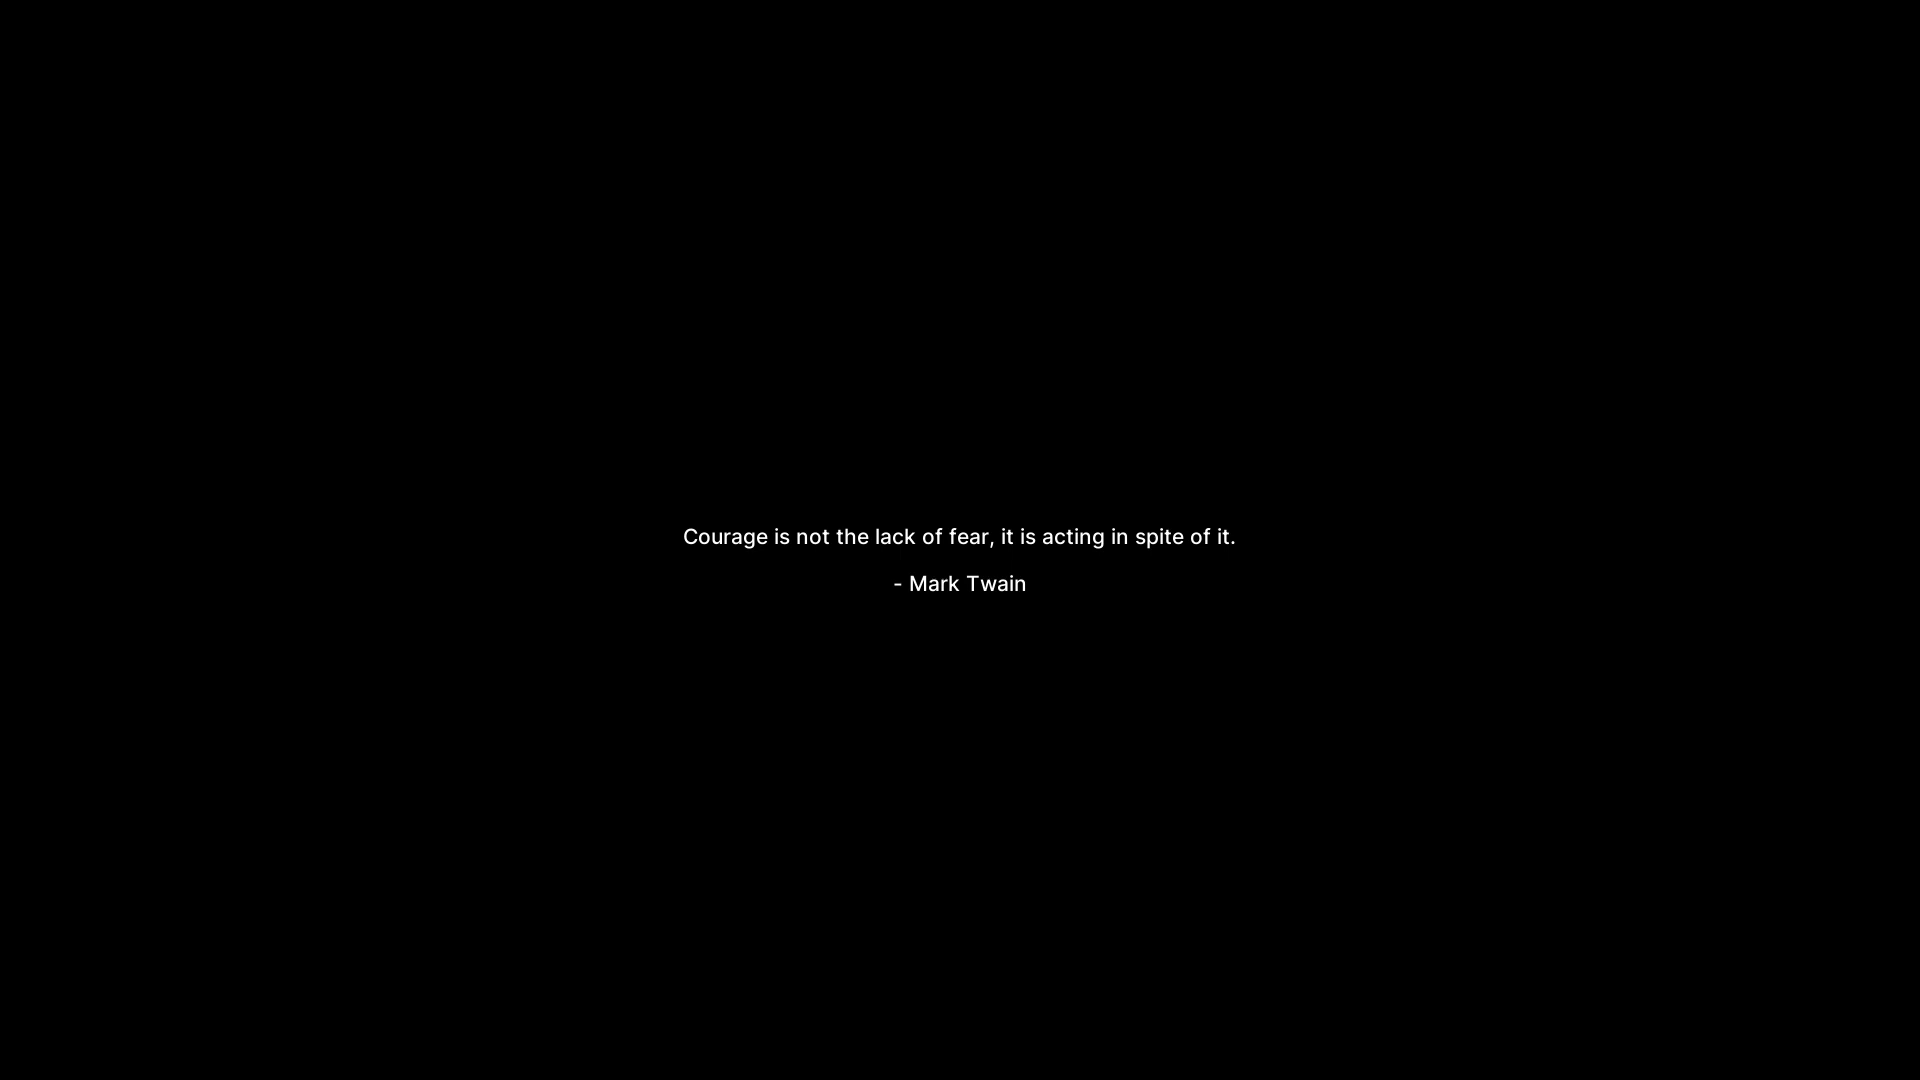 Courage is not the lack of fear, it is acting in spite of it.
- Mark Twain